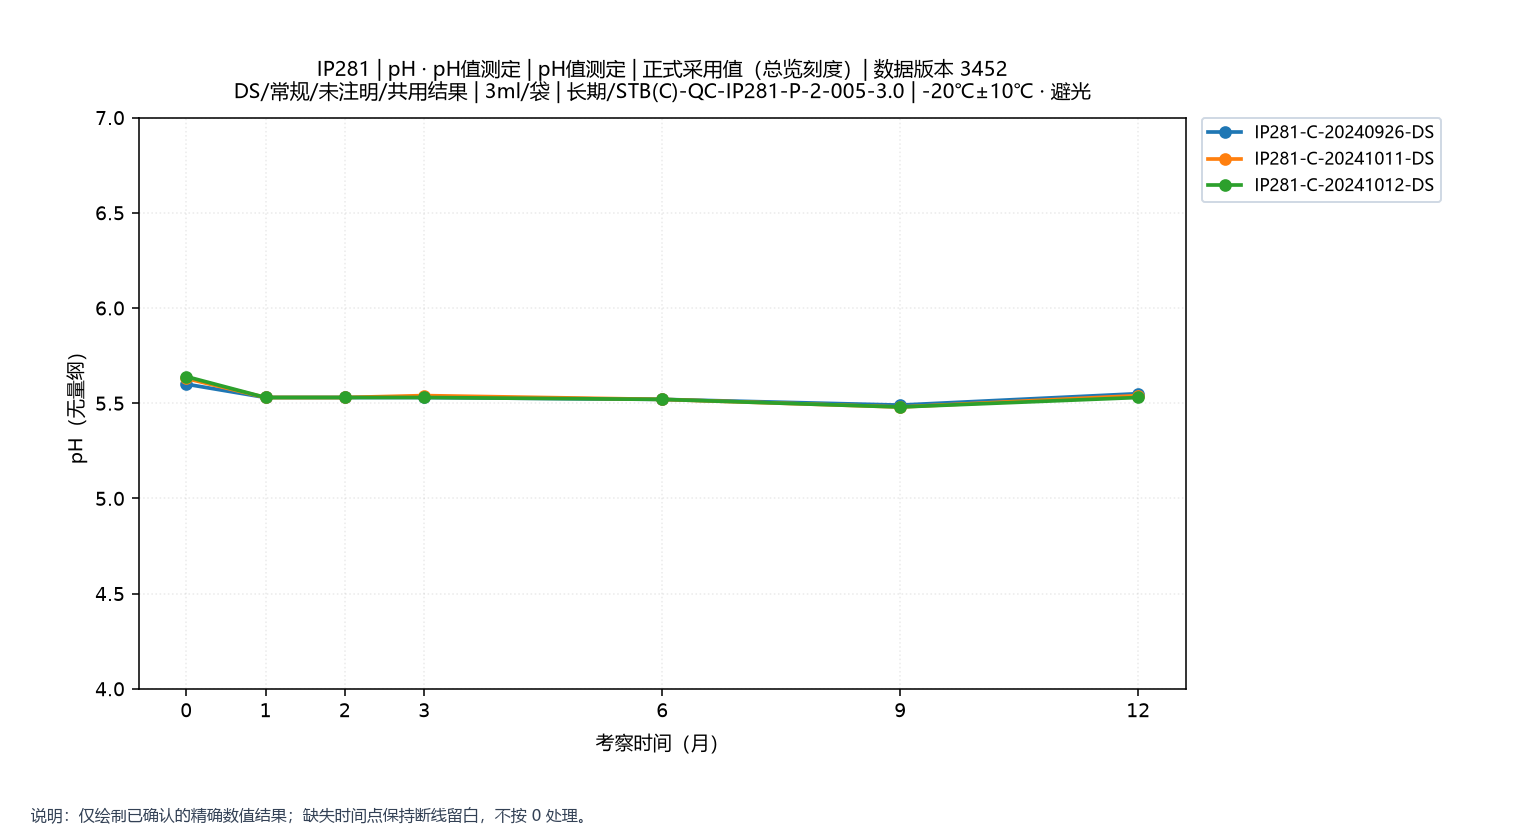 IP281 | pH · pH值测定 | pH值测定 | 正式采用值（总览刻度）| 数据版本 3452
DS/常规/未注明/共用结果 | 3ml/袋 | 长期/STB(C)-QC-IP281-P-2-005-3.0 | -20℃±10℃ · 避光
7.0
6.5
6.0
5.5
5.0
4.5
4.0
pH（无量纲）
0 1 2 3 6 9 12
考察时间（月）
IP281-C-20240926-DS
IP281-C-20241011-DS
IP281-C-20241012-DS
说明：仅绘制已确认的精确数值结果；缺失时间点保持断线留白，不按 0 处理。